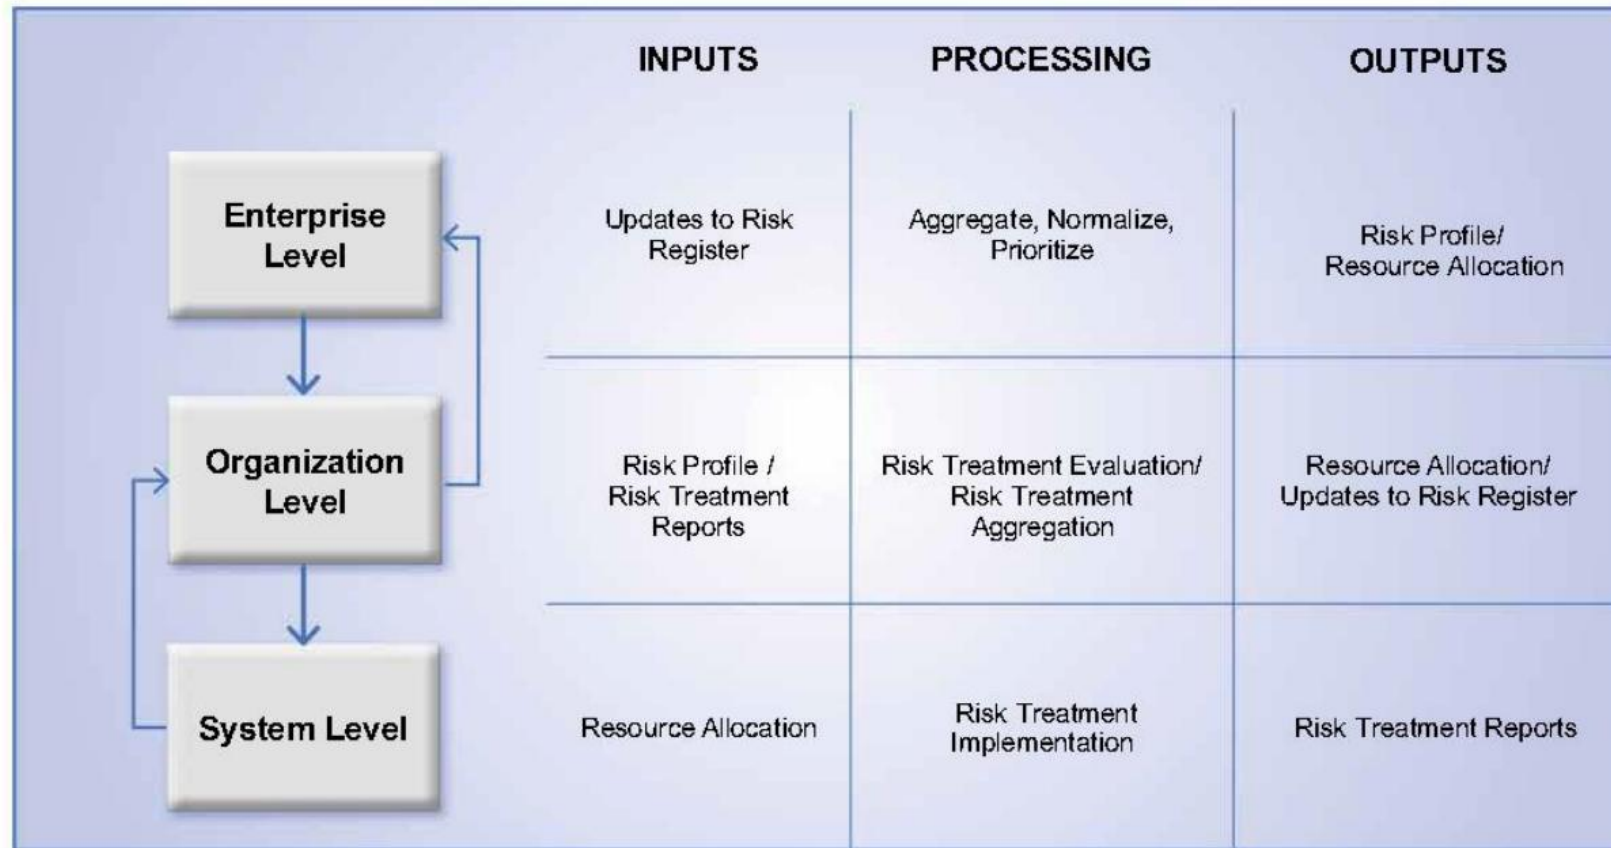 INPUTS
PROCESSING
OUTPUTS
Enterprise
Level
Updates to Risk
Register
Aggregate, Normalize,
Prioritize
Risk Profile/
Resource Allocation
Organization
Level
Risk Profile /
Risk Treatment
Reports
Risk Treatment Evaluation/
Risk Treatment
Aggregation
Resource Allocation/
Updates to Risk Register
System Level
Resource Allocation
Risk Treatment
Implementation
Risk Treatment Reports